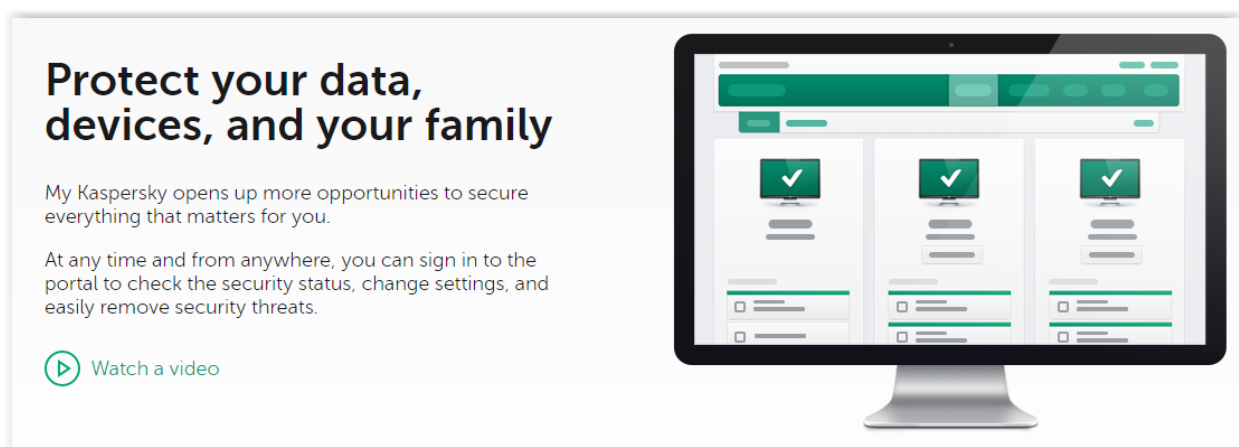 Protect your data,
devices, and your family
My Kaspersky opens up more opportunities to secure
everything that matters for you.
At any time and from anywhere, you can sign in to the
portal to check the security status, change settings, and
easily remove security threats.
Watch a video